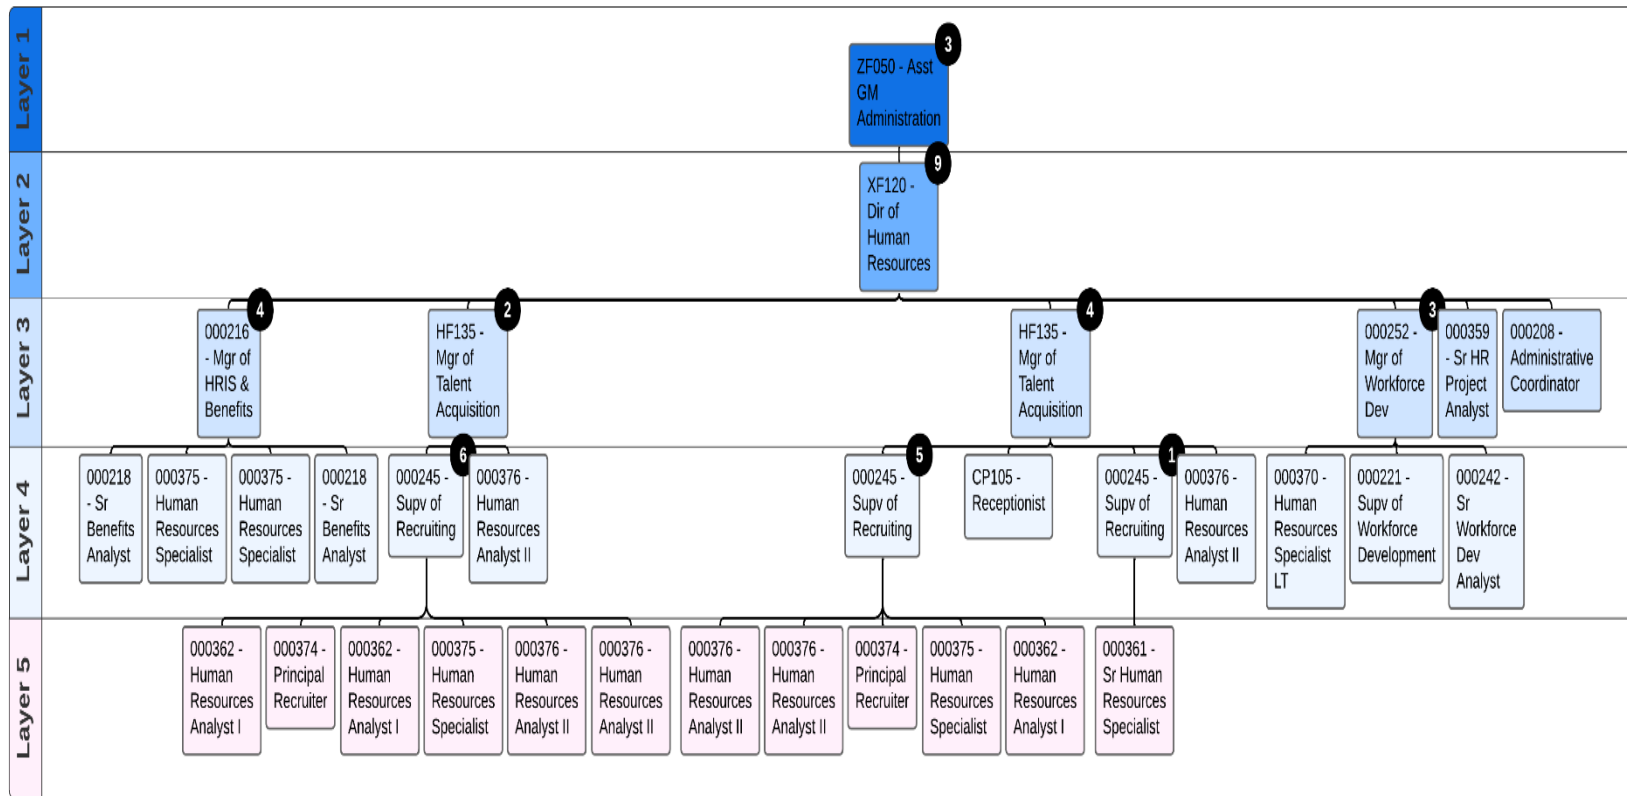 Layer 1
3
ZF050 - Asst
GM
Administration
Layer 2
9
XF120 -
Dir of
Human
Resources
Layer 3
4
000216
- Mgr of
HRIS &
Benefits
2
HF135 -
Mgr of
Talent
Acquisition
4
HF135 -
Mgr of
Talent
Acquisition
3
000252 -
Mgr of
Workforce
Dev
000359
- Sr HR
Project
Analyst
000208 -
Administrative
Coordinator
Layer 4
000218
- Sr
Benefits
Analyst
000375 -
Human
Resources
Specialist
000375 -
Human
Resources
Specialist
000218
- Sr
Benefits
Analyst
6
000245 -
Supv of
Recruiting
000376 -
Human
Resources
Analyst II
5
000245 -
Supv of
Recruiting
CP105 -
Receptionist
1
000245 -
Supv of
Recruiting
000376 -
Human
Resources
Analyst II
000370 -
Human
Resources
Specialist
LT
000221 -
Supv of
Workforce
Development
000242 -
Sr
Workforce
Dev
Analyst
Layer 5
000362 -
Human
Resources
Analyst I
000374 -
Principal
Recruiter
000362 -
Human
Resources
Analyst I
000375 -
Human
Resources
Specialist
000376 -
Human
Resources
Analyst II
000376 -
Human
Resources
Analyst II
000376 -
Human
Resources
Analyst II
000376 -
Human
Resources
Analyst II
000374 -
Principal
Recruiter
000375 -
Human
Resources
Specialist
000362 -
Human
Resources
Analyst I
000361 -
Sr Human
Resources
Specialist